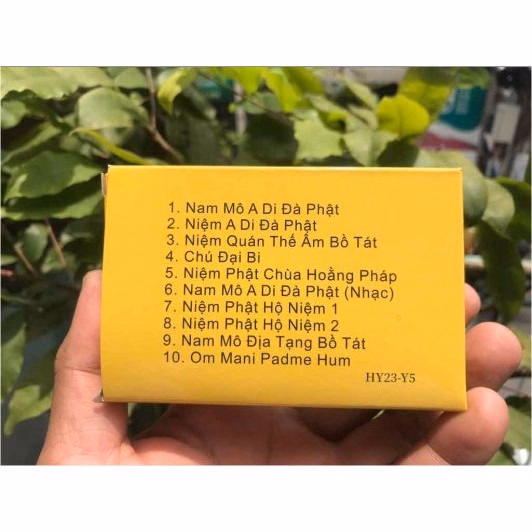 1. Nam Mô A Di Đà Phật
2. Niệm A Di Đà Phật
3. Niệm Quán Thế Âm Bồ Tát
4. Chú Đại Bi
5. Niệm Phật Chùa Hoằng Pháp
6. Nam Mô A Di Đà Phật (Nhạc)
7. Niệm Phật Hộ Niệm 1
8. Niệm Phật Hộ Niệm 2
9. Nam Mô Địa Tạng Bồ Tát
10. Om Mani Padme Hum
HY23-Y5